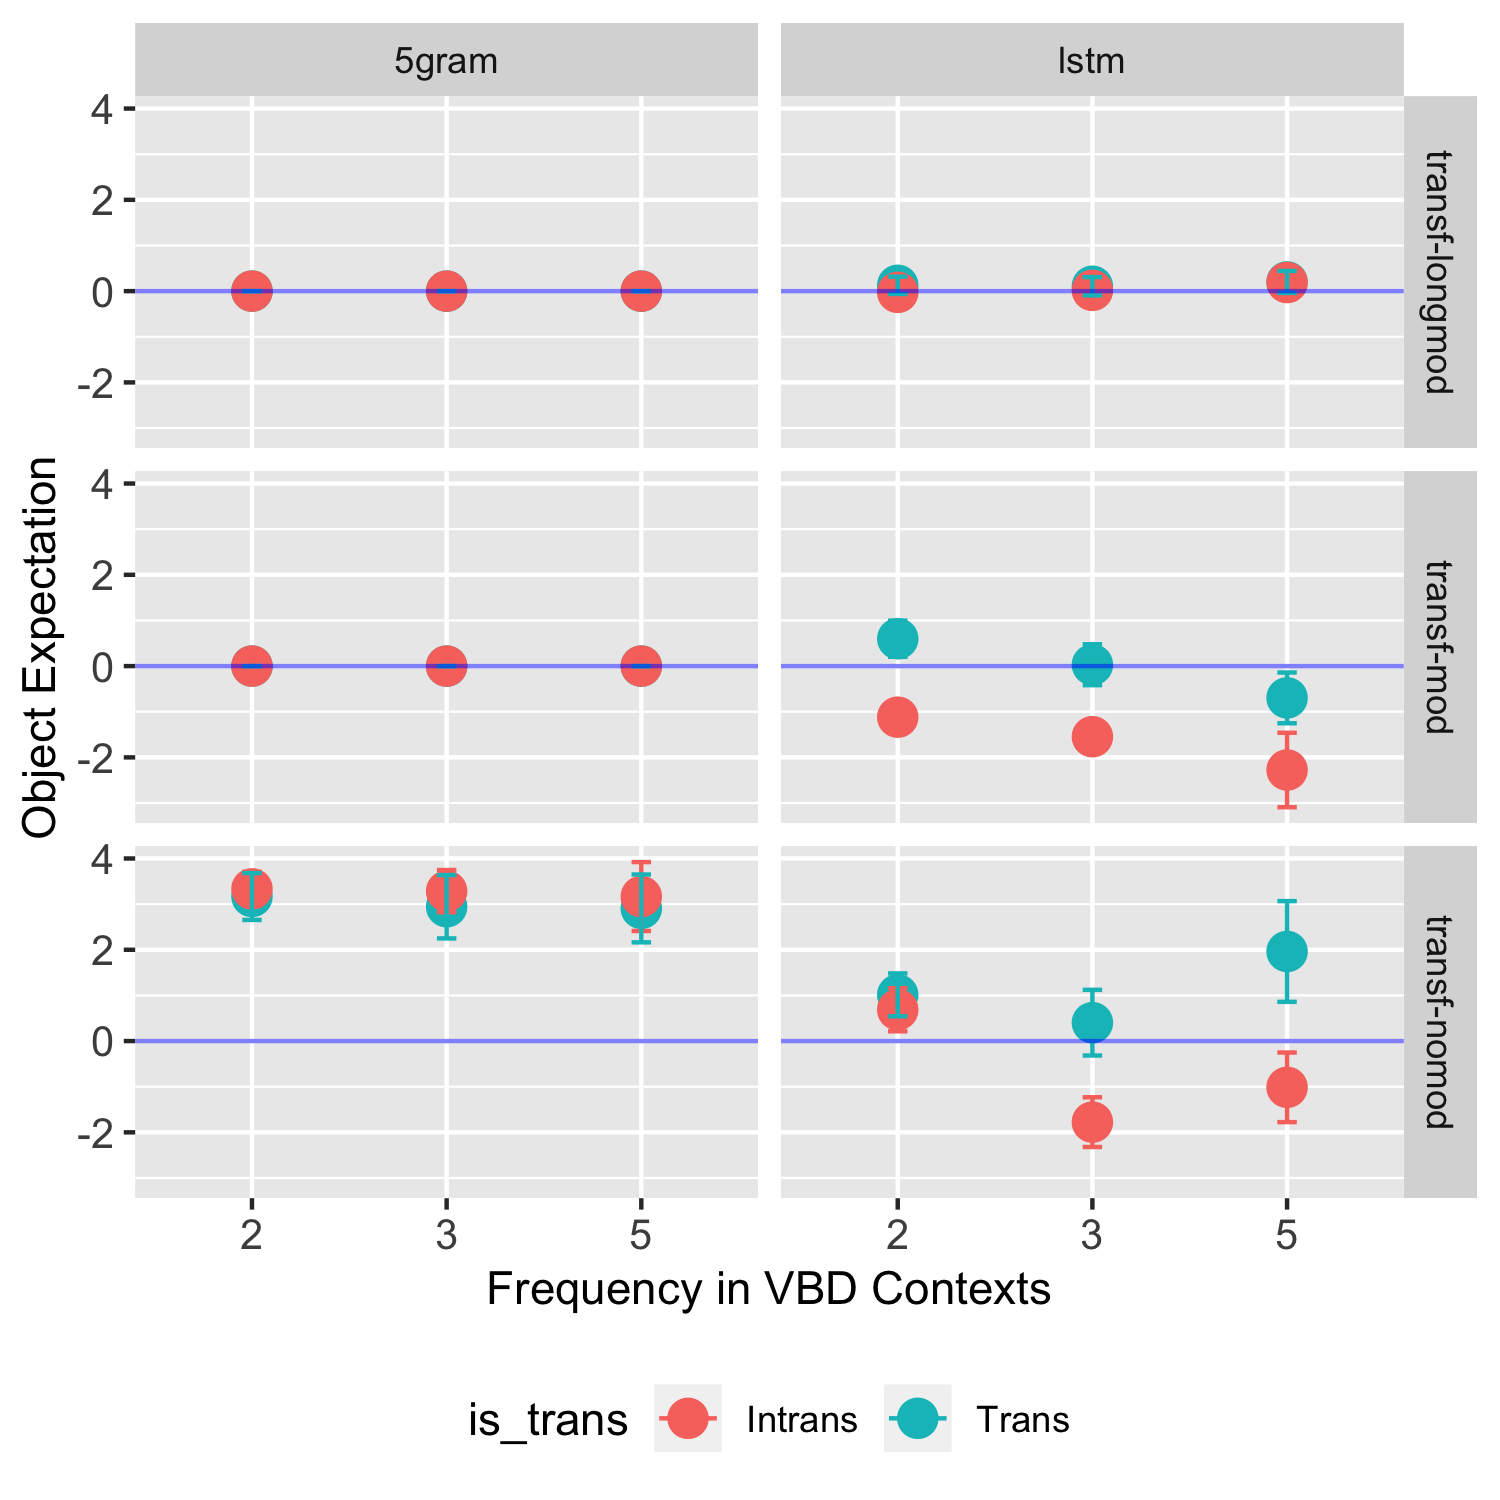 5gram
lstm
4
2
0
-2
transf-longmod
4
2
0
-2
transf-mod
4
2
0
-2
transf-nomod
Object Expectation
2 3 5
2 3 5
Frequency in VBD Contexts
is_trans Intrans Trans